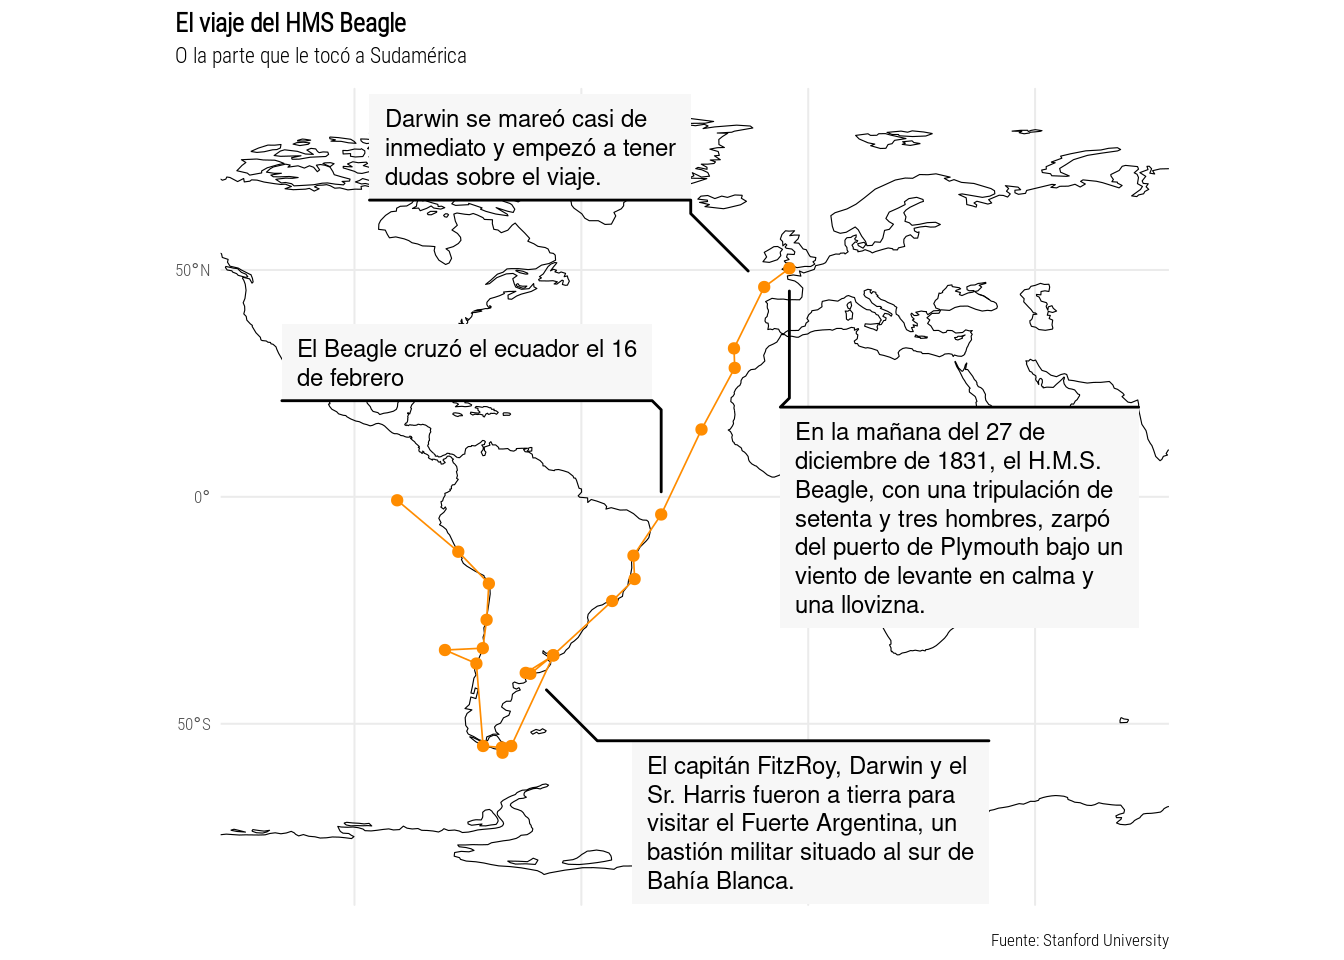 El viaje del HMS Beagle
O la parte que le tocó a Sudamérica
Darwin se mareó casi de
inmediato y empezó a tener
dudas sobre el viaje.
50°N
El Beagle cruzó el ecuador el 16
de febrero
En la mañana del 27 de
diciembre de 1831, el H.M.S.
Beagle, con una tripulación de
setenta y tres hombres, zarpó
del puerto de Plymouth bajo un
viento de levante en calma y
una llovizna.
0°
50°S
El capitán FitzRoy, Darwin y el
Sr. Harris fueron a tierra para
visitar el Fuerte Argentina, un
bastión militar situado al sur de
Bahía Blanca.
Fuente: Stanford University